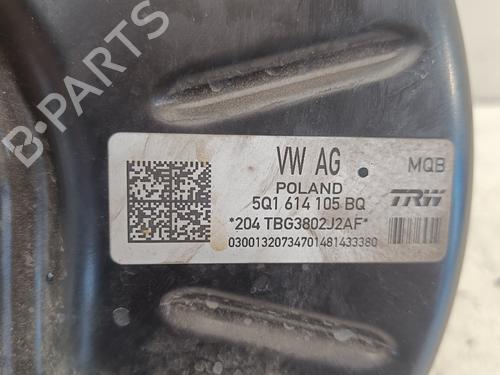 B-PARTS
VW AG
MQB
POLAND
5Q1 614 105 BQ
TRW
*204 TBG3802J2AF*
03001320734701481433380